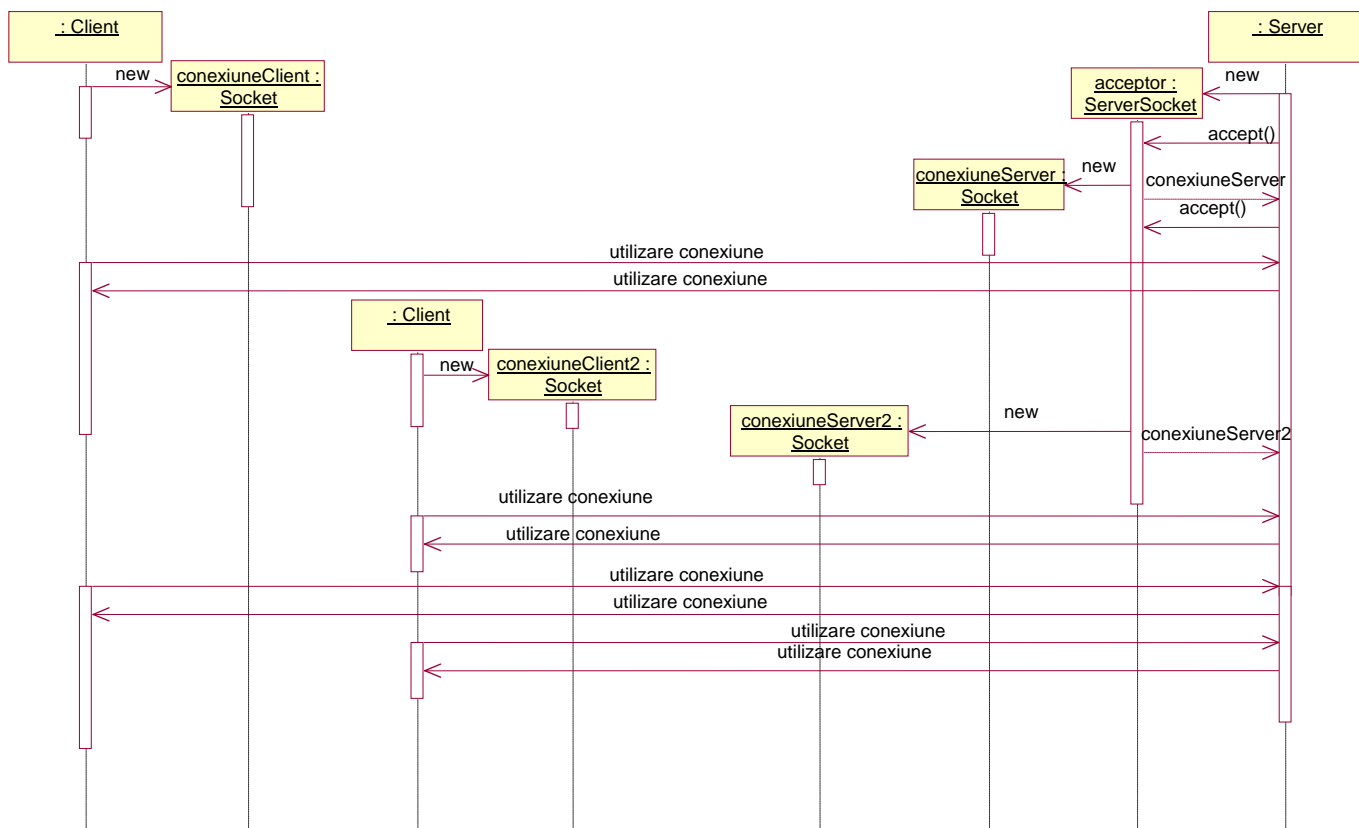 : Client
: Server
new
conexiuneClient :
Socket
new
acceptor :
ServerSocket
accept()
new
conexiuneServer :
Socket
conexiuneServer
accept()
utilizare conexiune
utilizare conexiune
: Client
new
conexiuneClient2 :
Socket
new
conexiuneServer2 :
Socket
conexiuneServer2
utilizare conexiune
utilizare conexiune
utilizare conexiune
utilizare conexiune
utilizare conexiune
utilizare conexiune